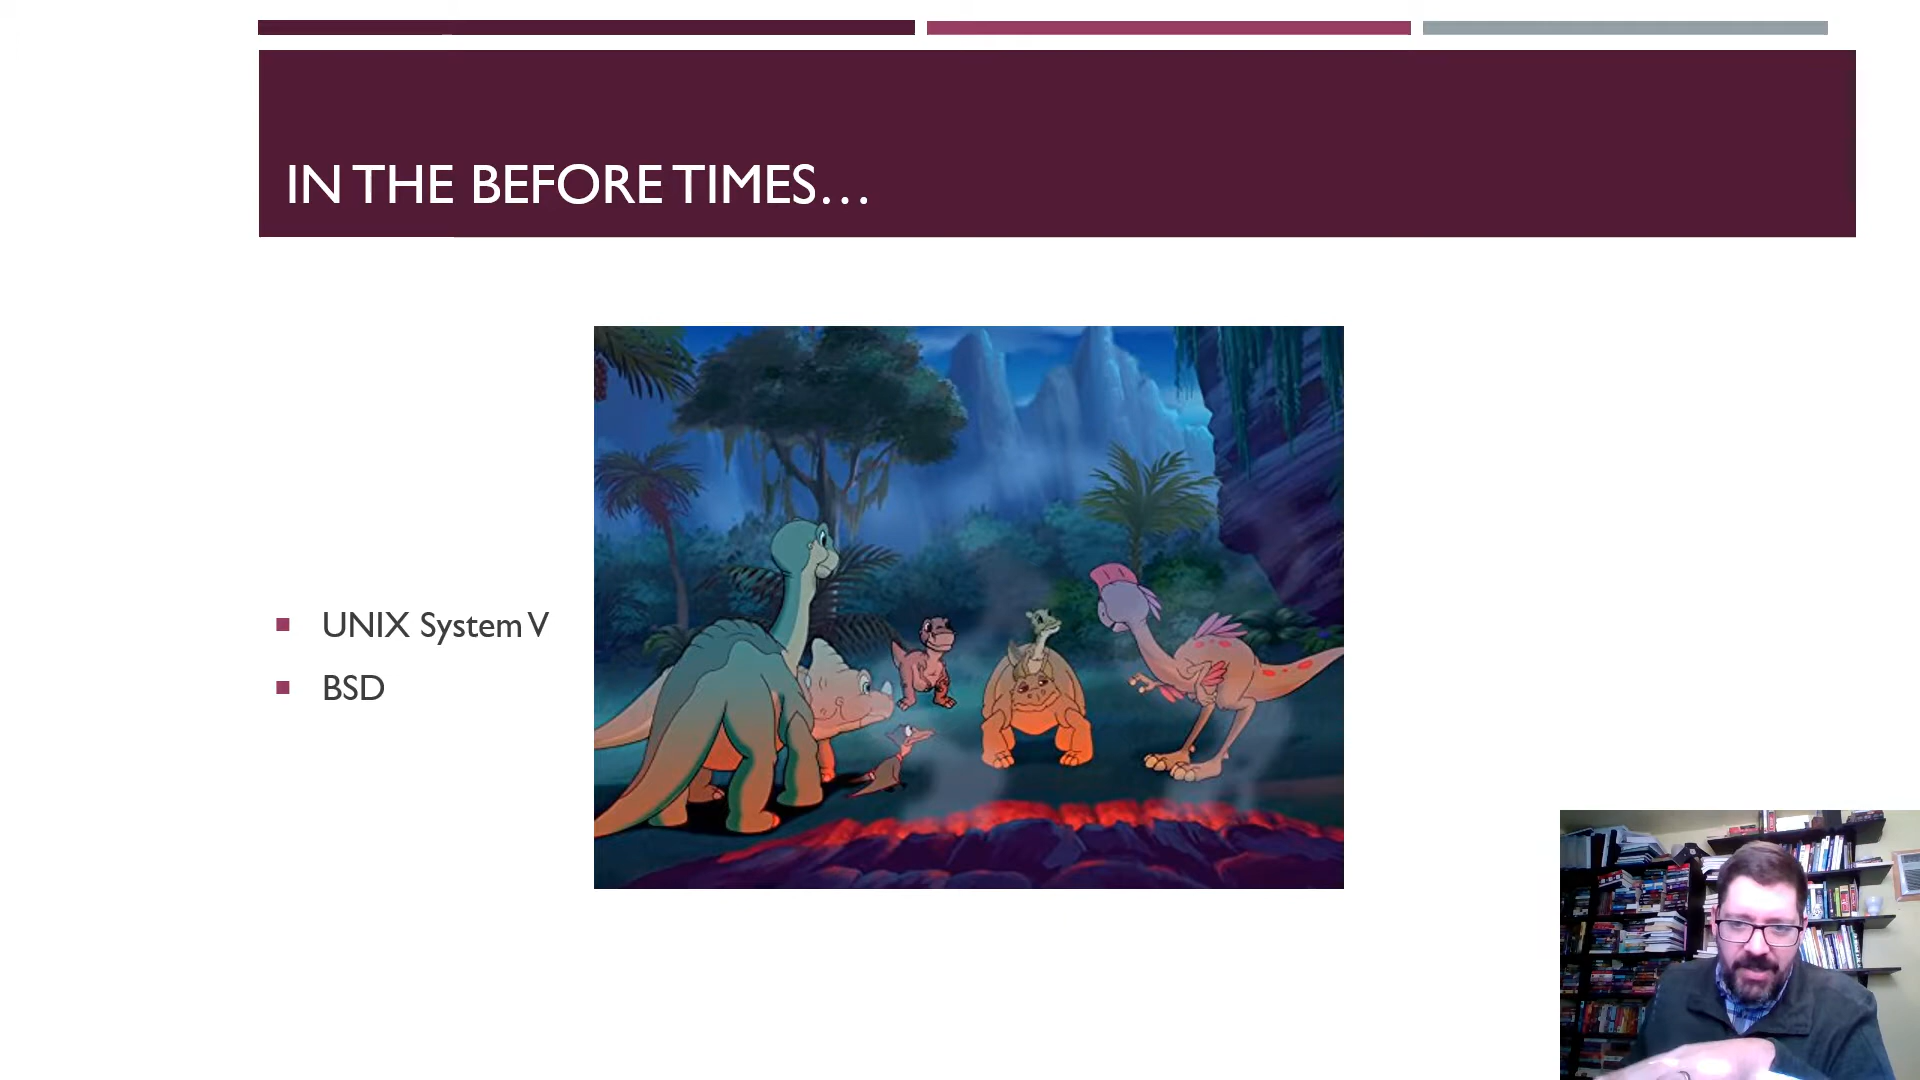 IN THE BEFORE TIMES…
UNIX System V
BSD